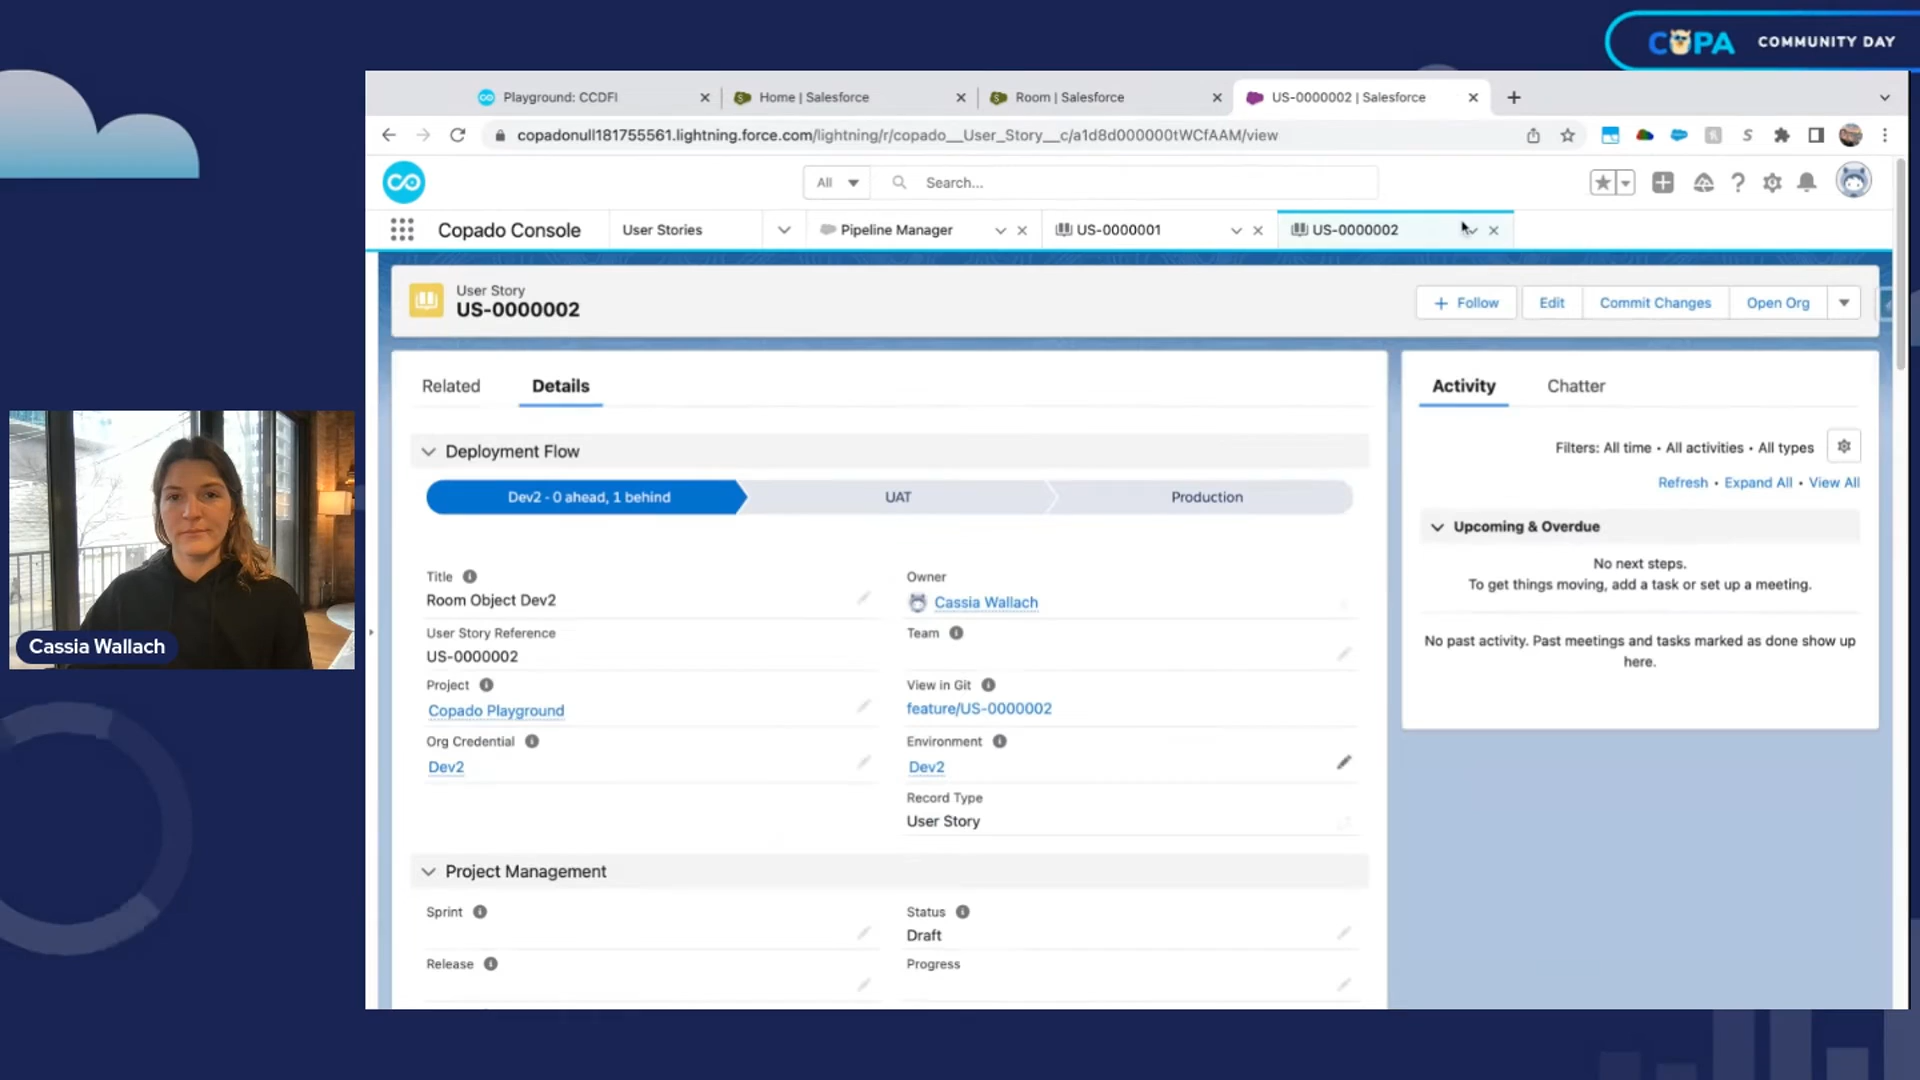 COPA COMMUNITY DAY
Playground: CCDFI
Home | Salesforce
Room | Salesforce
US-0000002 | Salesforce
copadonull181755561.lightning.force.com/lightning/r/copado__User_Story__c/a1d8d000000tWCfAAM/view
All
Search...
Copado Console
User Stories
Pipeline Manager
US-0000001
US-0000002
User Story
US-0000002
Follow
Edit
Commit Changes
Open Org
Related
Details
Activity
Chatter
Deployment Flow
Dev2 - 0 ahead, 1 behind
UAT
Production
Filters: All time • All activities • All types
Refresh • Expand All • View All
Upcoming & Overdue
No next steps.
To get things moving, add a task or set up a meeting.
No past activity. Past meetings and tasks marked as done show up
here.
Title
Room Object Dev2
Owner
Cassia Wallach
User Story Reference
US-0000002
Team
Project
Copado Playground
View in Git
feature/US-0000002
Org Credential
Dev2
Environment
Dev2
Record Type
User Story
Project Management
Sprint
Status
Draft
Release
Progress
Cassia Wallach